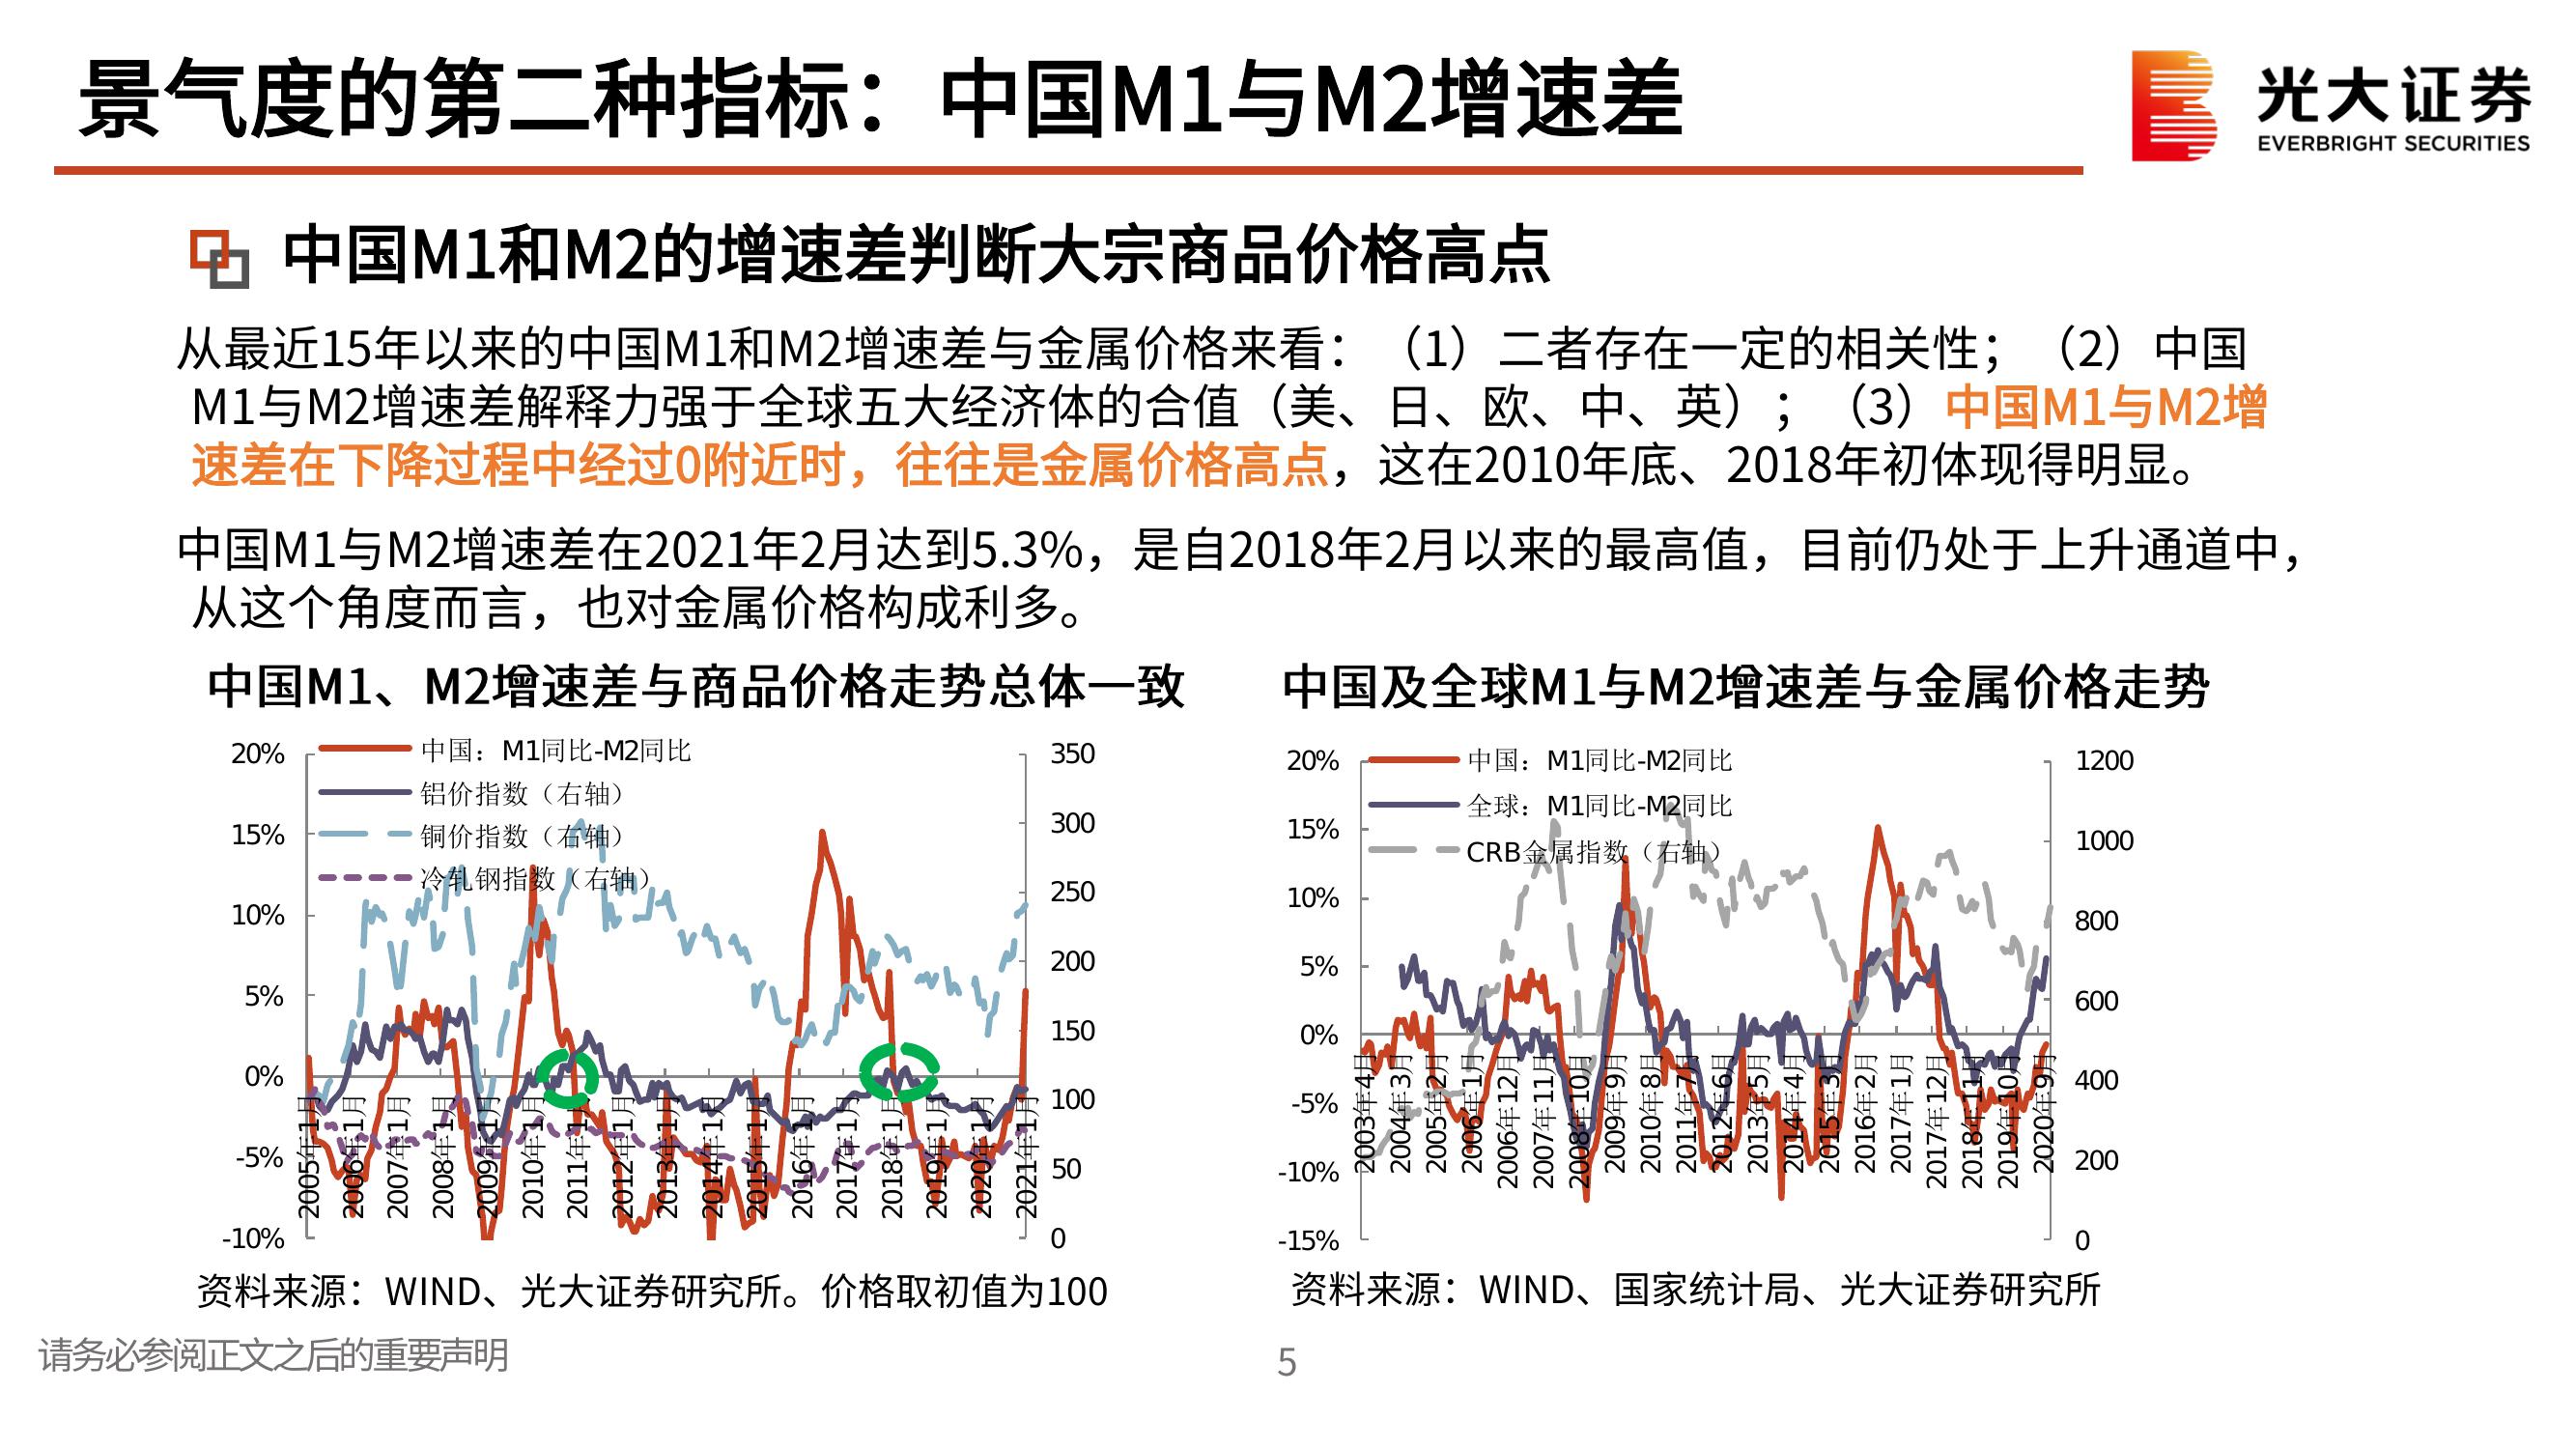 景气度的第二种指标：中国M1与M2增速差
光大证券
EVERBRIGHT SECURITIES
中国M1和M2的增速差判断大宗商品价格高点
从最近15年以来的中国M1和M2增速差与金属价格来看：（1）二者存在一定的相关性；（2）中国
M1与M2增速差解释力强于全球五大经济体的合值（美、日、欧、中、英）；（3）中国M1与M2增
速差在下降过程中经过0附近时，往往是金属价格高点，这在2010年底、2018年初体现得明显。
中国M1与M2增速差在2021年2月达到5.3%，是自2018年2月以来的最高值，目前仍处于上升通道中，
从这个角度而言，也对金属价格构成利多。
中国M1、M2增速差与商品价格走势总体一致
20%
15%
10%
5%
0%
-5%
-10%
中国：M1同比-M2同比
铝价指数（右轴）
铜价指数（右轴）
冷轧钢指数（右轴）
350
300
250
200
150
100
50
0
2005年1月
2006年1月
2007年1月
2008年1月
2009年1月
2010年1月
2011年1月
2012年1月
2013年1月
2014年1月
2015年1月
2016年1月
2017年1月
2018年1月
2019年1月
2020年1月
2021年1月
资料来源：WIND、光大证券研究所。价格取初值为100
中国及全球M1与M2增速差与金属价格走势
20%
15%
10%
5%
0%
-5%
-10%
-15%
中国：M1同比-M2同比
全球：M1同比-M2同比
CRB金属指数（右轴）
1200
1000
800
600
400
200
0
2003年4月
2004年3月
2005年2月
2006年1月
2006年12月
2007年11月
2008年10月
2009年9月
2010年8月
2011年7月
2012年6月
2013年5月
2014年4月
2015年3月
2016年2月
2017年1月
2017年12月
2018年11月
2019年10月
2020年9月
资料来源：WIND、国家统计局、光大证券研究所
请务必参阅正文之后的重要声明
5